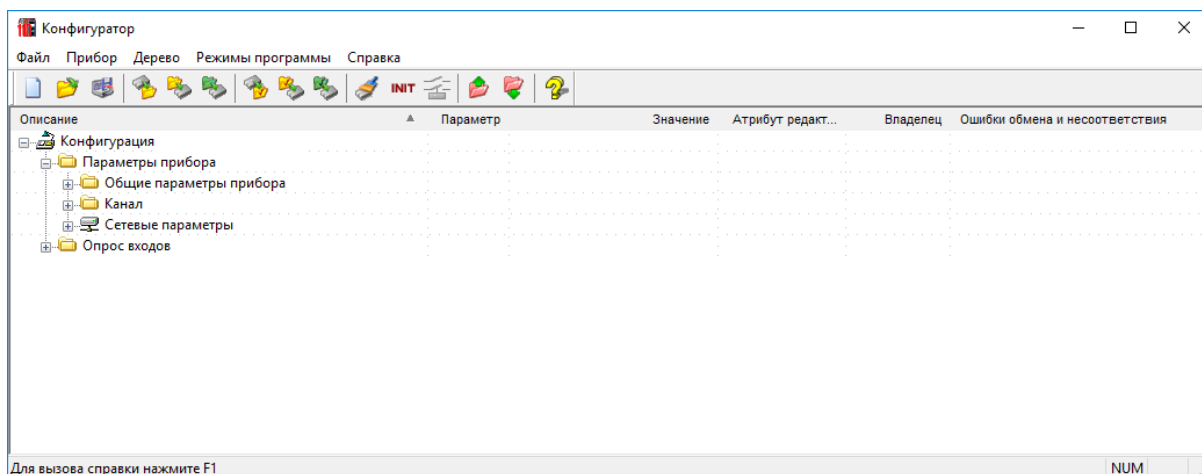 Конфигуратор
Файл Прибор Дерево Режимы программы Справка
INIT
Описание Параметр Значение Атрибут редакт... Владелец Ошибки обмена и несоответствия
Конфигурация
Параметры прибора
Общие параметры прибора
Канал
Сетевые параметры
Опрос входов
Для вызова справки нажмите F1 NUM